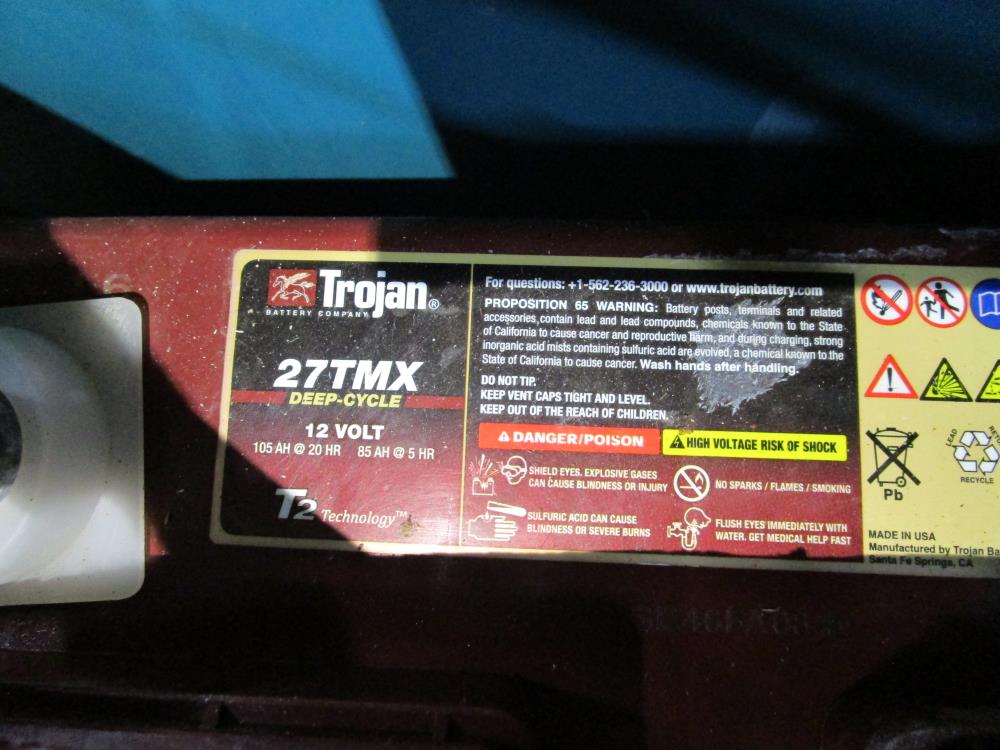 Trojan®
BATTERY COMPANY
27TMX
DEEP-CYCLE
12 VOLT
105 AH @ 20 HR 85 AH @ 5 HR
T2 Technology™
For questions: +1-562-236-3000 or www.trojanbattery.com
PROPOSITION 65 WARNING: Battery posts, terminals and related
accessories contain lead and lead compounds, chemicals known to the State
of California to cause cancer and reproductive harm, and during charging, strong
inorganic acid mists containing sulfuric acid are evolved, a chemical known to the
State of California to cause cancer. Wash hands after handling.
DO NOT TIP.
KEEP VENT CAPS TIGHT AND LEVEL.
KEEP OUT OF THE REACH OF CHILDREN.
DANGER/POISON
HIGH VOLTAGE RISK OF SHOCK
SHIELD EYES. EXPLOSIVE GASES
CAN CAUSE BLINDNESS OR INJURY
NO SPARKS / FLAMES / SMOKING
SULFURIC ACID CAN CAUSE
BLINDNESS OR SEVERE BURNS
FLUSH EYES IMMEDIATELY WITH
WATER. GET MEDICAL HELP FAST
Pb
LEAD
RECYCLE
MADE IN USA
Manufactured by Trojan Ba
Santa Fe Springs, CA